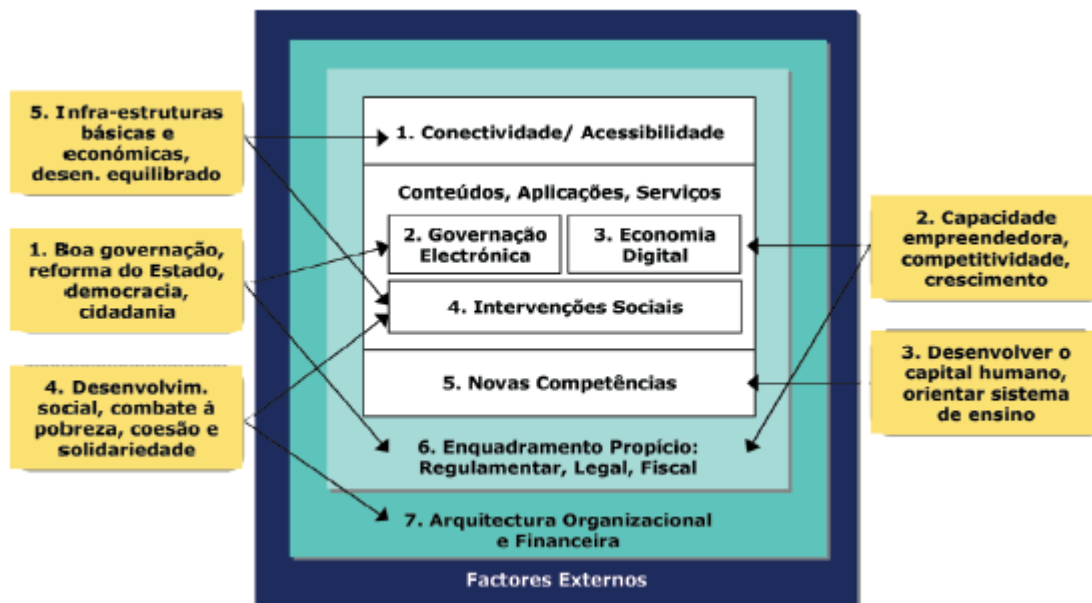 5. Infra-estruturas
básicas e
económicas,
desen. equilibrado
1. Boa governação,
reforma do Estado,
democracia,
cidadania
4. Desenvolvim.
social, combate á
pobreza, coesão e
solidariedade
1. Conectividade/ Acessibilidade
Conteúdos, Aplicações, Serviços
2. Governação
Electrónica
3. Economia
Digital
4. Intervenções Sociais
5. Novas Competências
6. Enquadramento Propício:
Regulamentar, Legal, Fiscal
7. Arquitectura Organizacional
e Financeira
Factores Externos
2. Capacidade
empreendedora,
competitividade,
crescimento
3. Desenvolver o
capital humano,
orientar sistema
de ensino